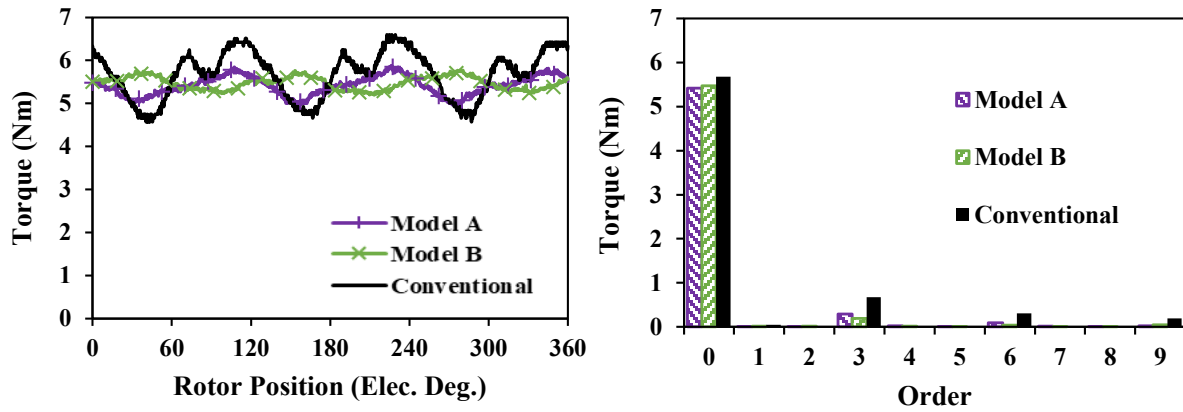 7
6
5
4
3
2
1
0
Torque (Nm)
Model A
Model B
Conventional
0 60 120 180 240 300 360
Rotor Position (Elec. Deg.)
7
6
5
4
3
2
1
0
Torque (Nm)
Model A
Model B
Conventional
0 1 2 3 4 5 6 7 8 9
Order